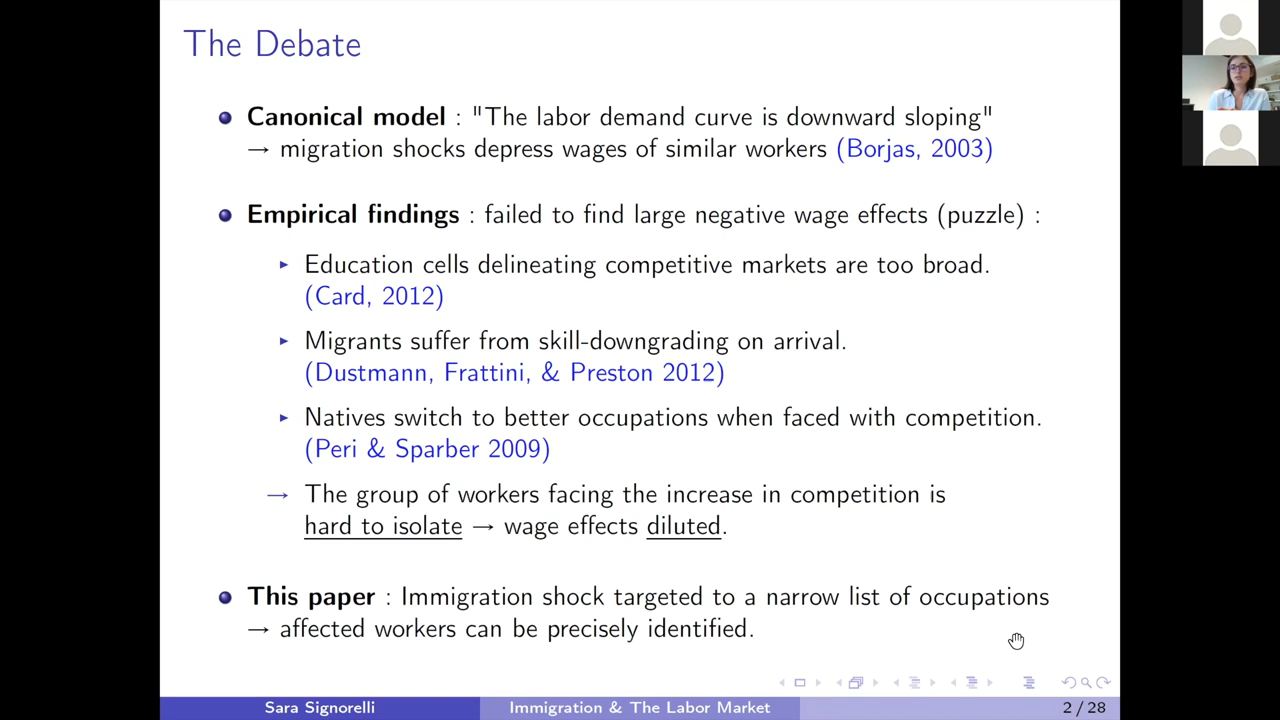 The Debate
Canonical model : "The labor demand curve is downward sloping"
→ migration shocks depress wages of similar workers (Borjas, 2003)
Empirical findings : failed to find large negative wage effects (puzzle) :
Education cells delineating competitive markets are too broad.
(Card, 2012)
Migrants suffer from skill-downgrading on arrival.
(Dustmann, Frattini, & Preston 2012)
Natives switch to better occupations when faced with competition.
(Peri & Sparber 2009)
→ The group of workers facing the increase in competition is
hard to isolate → wage effects diluted.
This paper : Immigration shock targeted to a narrow list of occupations
→ affected workers can be precisely identified.
Sara Signorelli Immigration & The Labor Market 2 / 28